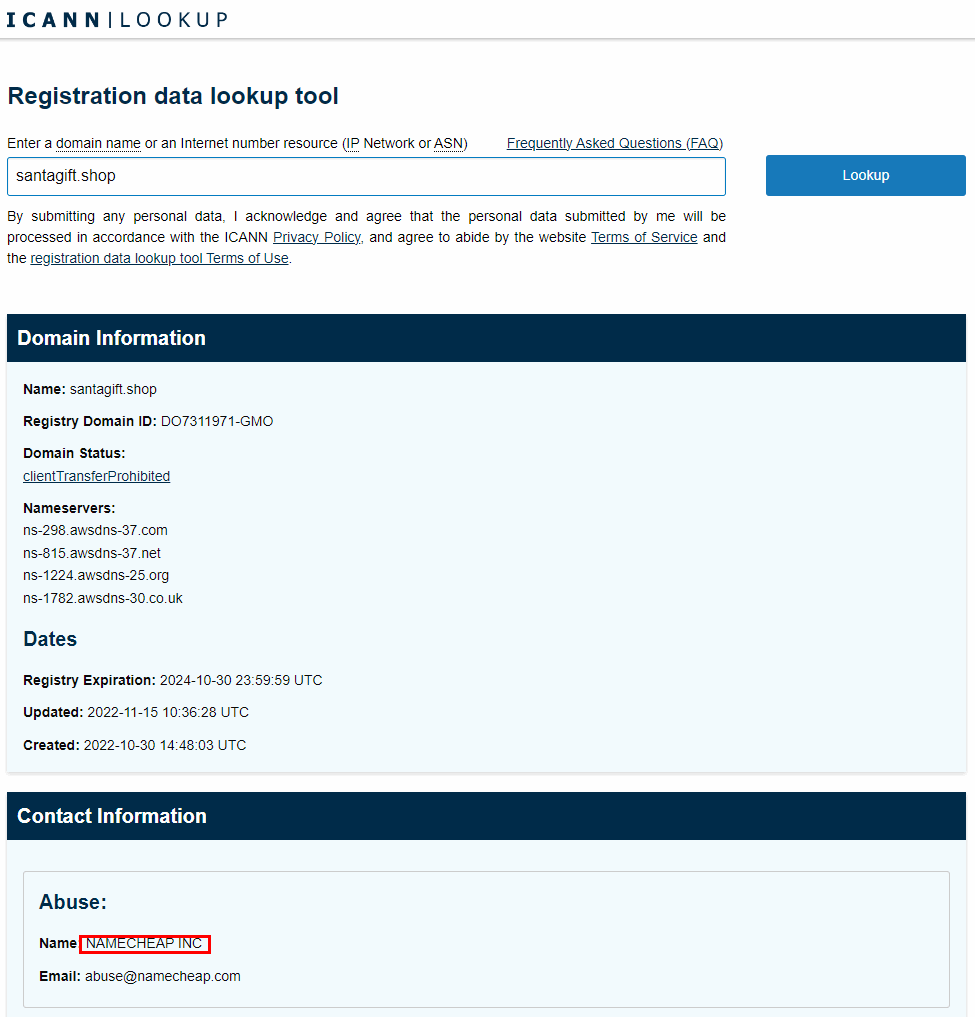 ICANN|LOOKUP
Registration data lookup tool
Enter a domain name or an Internet number resource (IP Network or ASN)
Frequently Asked Questions (FAQ)
santagift.shop
Lookup
By submitting any personal data, I acknowledge and agree that the personal data submitted by me will be
processed in accordance with the ICANN Privacy Policy, and agree to abide by the website Terms of Service and
the registration data lookup tool Terms of Use.
Domain Information
Name: santagift.shop
Registry Domain ID: DO7311971-GMO
Domain Status:
clientTransferProhibited
Nameservers:
ns-298.awsdns-37.com
ns-815.awsdns-37.net
ns-1224.awsdns-25.org
ns-1782.awsdns-30.co.uk
Dates
Registry Expiration: 2024-10-30 23:59:59 UTC
Updated: 2022-11-15 10:36:28 UTC
Created: 2022-10-30 14:48:03 UTC
Contact Information
Abuse:
Name NAMECHEAP INC
Email: abuse@namecheap.com